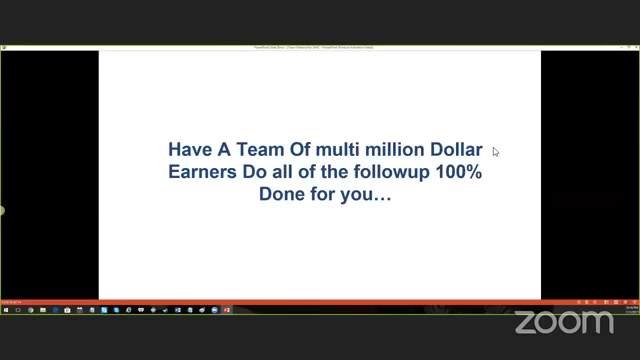 Have A Team Of multi million Dollar
Earners Do all of the followup 100%
Done for you…
zoom